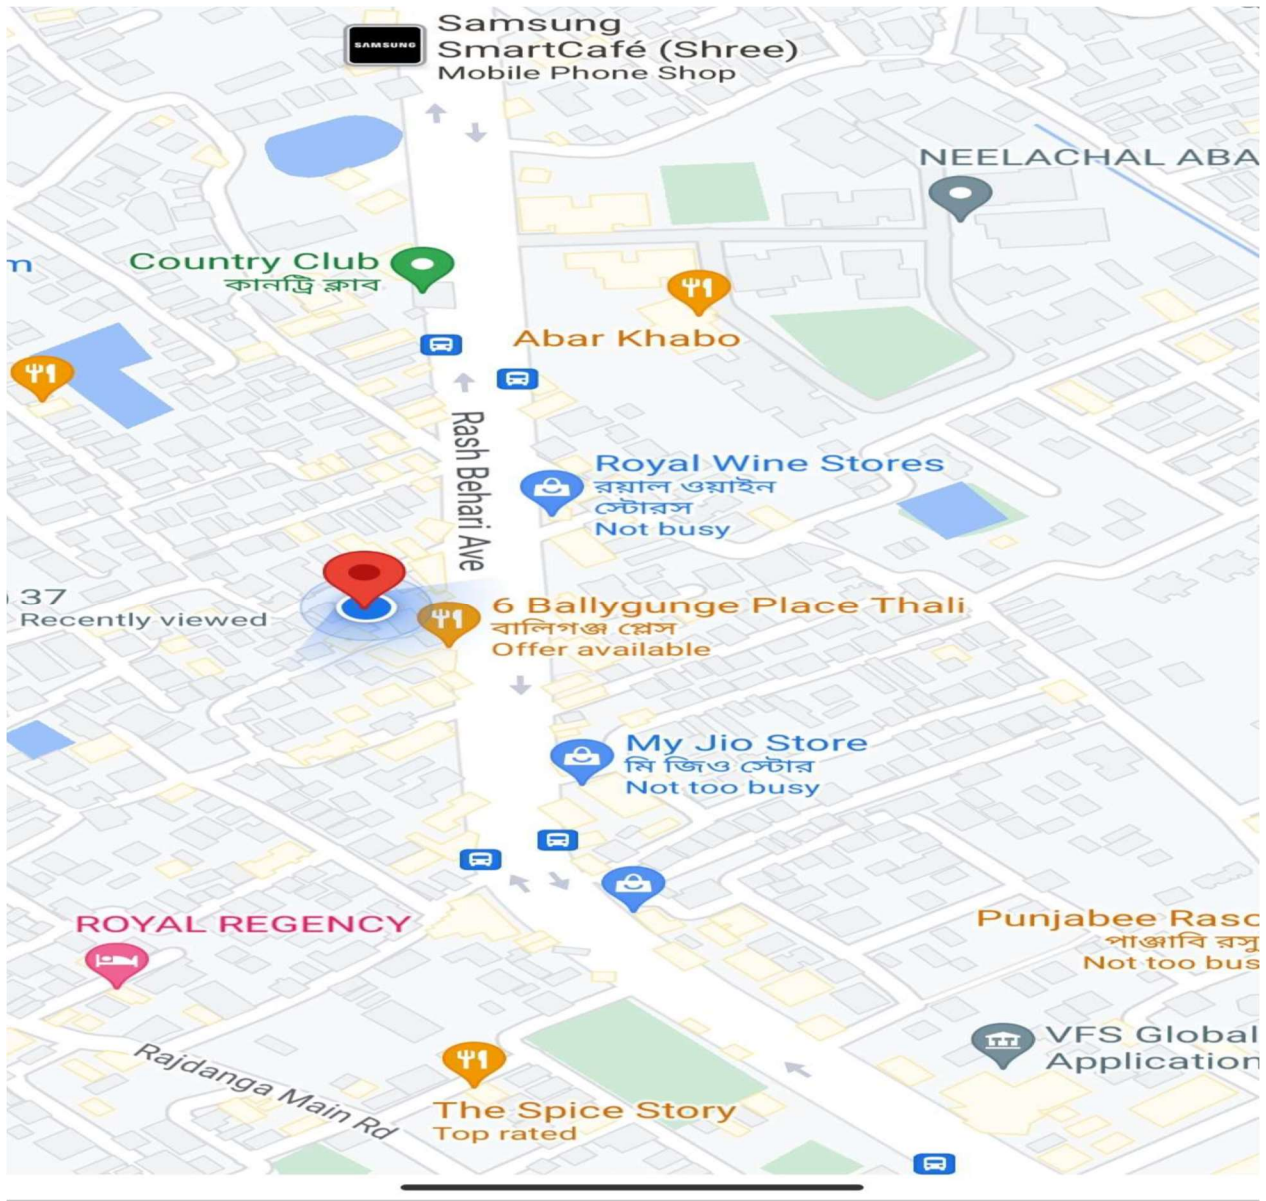 Samsung
SAMSUNG
SmartCafé (Shree)
Mobile Phone Shop
NEELACHAL ABA
Country Club
কানট্রি ক্লাব
m
Abar Khabo
Rash Behari Ave
Royal Wine Stores
রয়াল ওয়াইন
স্টোরস
Not busy
37
Recently viewed
6 Ballygunge Place Thali
বালিগঞ্জ প্লেস
Offer available
My Jio Store
মি জিও স্টোর
Not too busy
ROYAL REGENCY
Punjabee Raso
পাঞ্জাবি রসু
Not too bus
VFS Global
Application
Rajdanga Main Rd
The Spice Story
Top rated